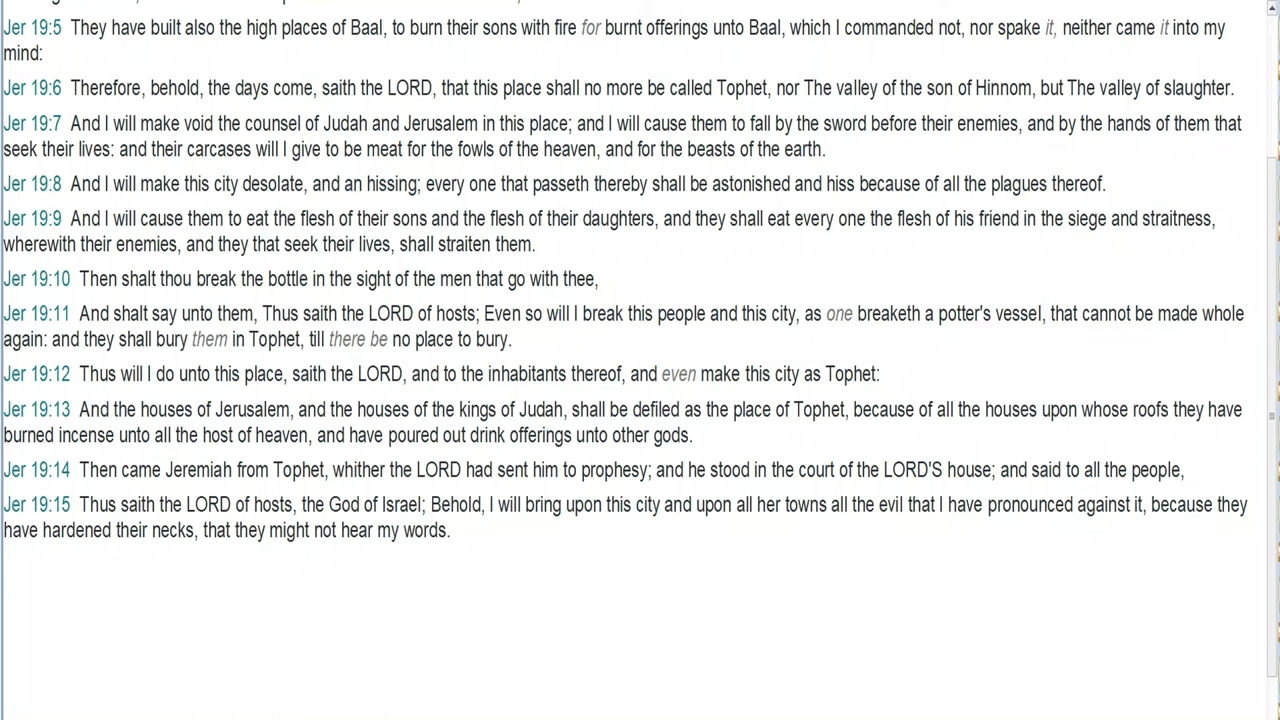 Jer 19:5 They have built also the high places of Baal, to burn their sons with fire for burnt offerings unto Baal, which I commanded not, nor spake it, neither came it into my
mind:
Jer 19:6 Therefore, behold, the days come, saith the LORD, that this place shall no more be called Tophet, nor The valley of the son of Hinnom, but The valley of slaughter.
Jer 19:7 And I will make void the counsel of Judah and Jerusalem in this place; and I will cause them to fall by the sword before their enemies, and by the hands of them that
seek their lives: and their carcases will I give to be meat for the fowls of the heaven, and for the beasts of the earth.
Jer 19:8 And I will make this city desolate, and an hissing; every one that passeth thereby shall be astonished and hiss because of all the plagues thereof.
Jer 19:9 And I will cause them to eat the flesh of their sons and the flesh of their daughters, and they shall eat every one the flesh of his friend in the siege and straitness,
wherewith their enemies, and they that seek their lives, shall straiten them.
Jer 19:10 Then shalt thou break the bottle in the sight of the men that go with thee,
Jer 19:11 And shalt say unto them, Thus saith the LORD of hosts; Even so will I break this people and this city, as one breaketh a potter's vessel, that cannot be made whole
again: and they shall bury them in Tophet, till there be no place to bury.
Jer 19:12 Thus will I do unto this place, saith the LORD, and to the inhabitants thereof, and even make this city as Tophet:
Jer 19:13 And the houses of Jerusalem, and the houses of the kings of Judah, shall be defiled as the place of Tophet, because of all the houses upon whose roofs they have
burned incense unto all the host of heaven, and have poured out drink offerings unto other gods.
Jer 19:14 Then came Jeremiah from Tophet, whither the LORD had sent him to prophesy; and he stood in the court of the LORD'S house; and said to all the people,
Jer 19:15 Thus saith the LORD of hosts, the God of Israel; Behold, I will bring upon this city and upon all her towns all the evil that I have pronounced against it, because they
have hardened their necks, that they might not hear my words.